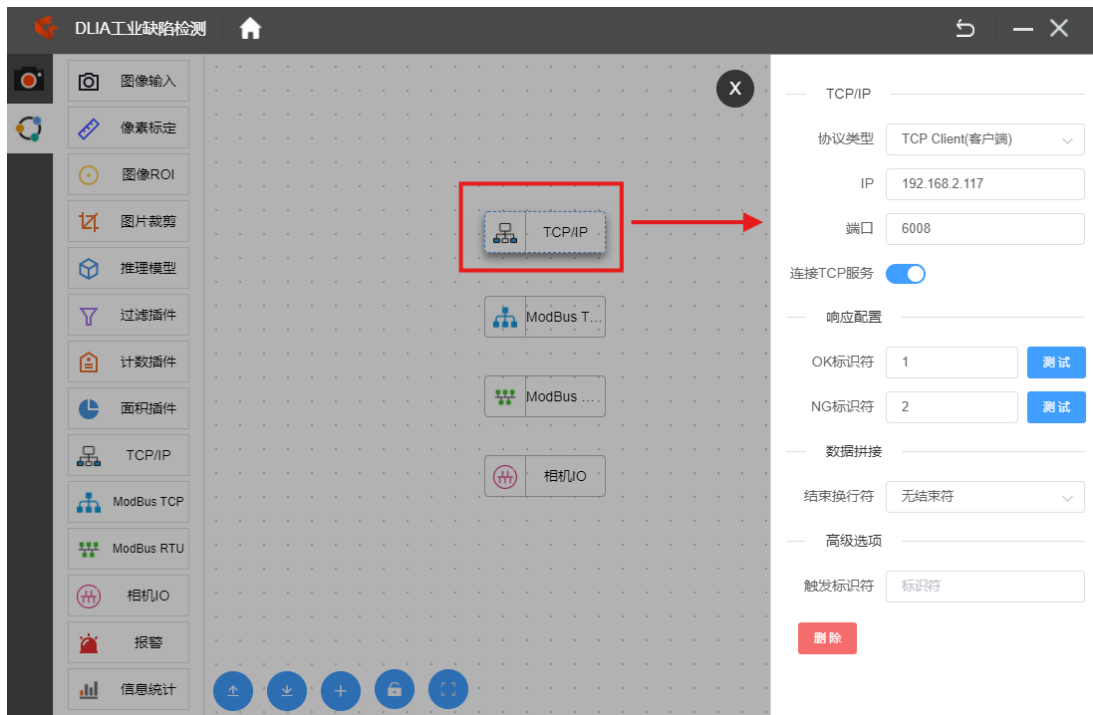 DLIA工业缺陷检测
图像输入
像素标定
图像ROI
图片裁剪
推理模型
过滤插件
计数插件
面积插件
TCP/IP
ModBus TCP
ModBus RTU
相机IO
报警
信息统计
TCP/IP
ModBus T...
ModBus ...
相机IO
X
TCP/IP
协议类型 TCP Client(客户端)
IP 192.168.2.117
端口 6008
连接TCP服务
响应配置
OK标识符 1 测试
NG标识符 2 测试
数据拼接
结束换行符 无结束符
高级选项
触发标识符 标识符
删除